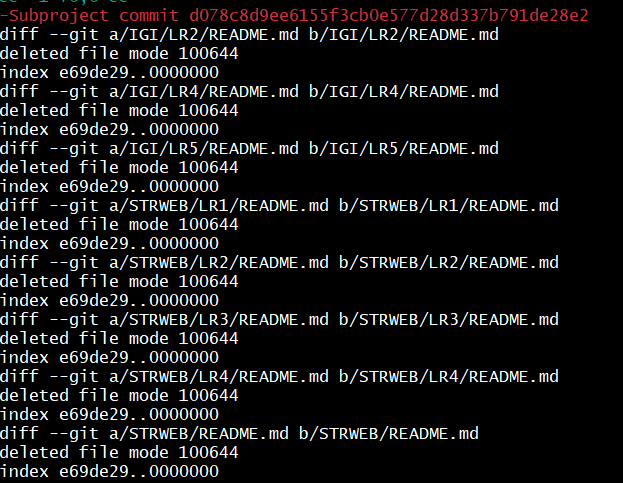 -Subproject commit d078c8d9ee6155f3cb0e577d28d337b791de28e2
diff --git a/IGI/LR2/README.md b/IGI/LR2/README.md
deleted file mode 100644
index e69de29..0000000
diff --git a/IGI/LR4/README.md b/IGI/LR4/README.md
deleted file mode 100644
index e69de29..0000000
diff --git a/IGI/LR5/README.md b/IGI/LR5/README.md
deleted file mode 100644
index e69de29..0000000
diff --git a/STRWEB/LR1/README.md b/STRWEB/LR1/README.md
deleted file mode 100644
index e69de29..0000000
diff --git a/STRWEB/LR2/README.md b/STRWEB/LR2/README.md
deleted file mode 100644
index e69de29..0000000
diff --git a/STRWEB/LR3/README.md b/STRWEB/LR3/README.md
deleted file mode 100644
index e69de29..0000000
diff --git a/STRWEB/LR4/README.md b/STRWEB/LR4/README.md
deleted file mode 100644
index e69de29..0000000
diff --git a/STRWEB/README.md b/STRWEB/README.md
deleted file mode 100644
index e69de29..0000000